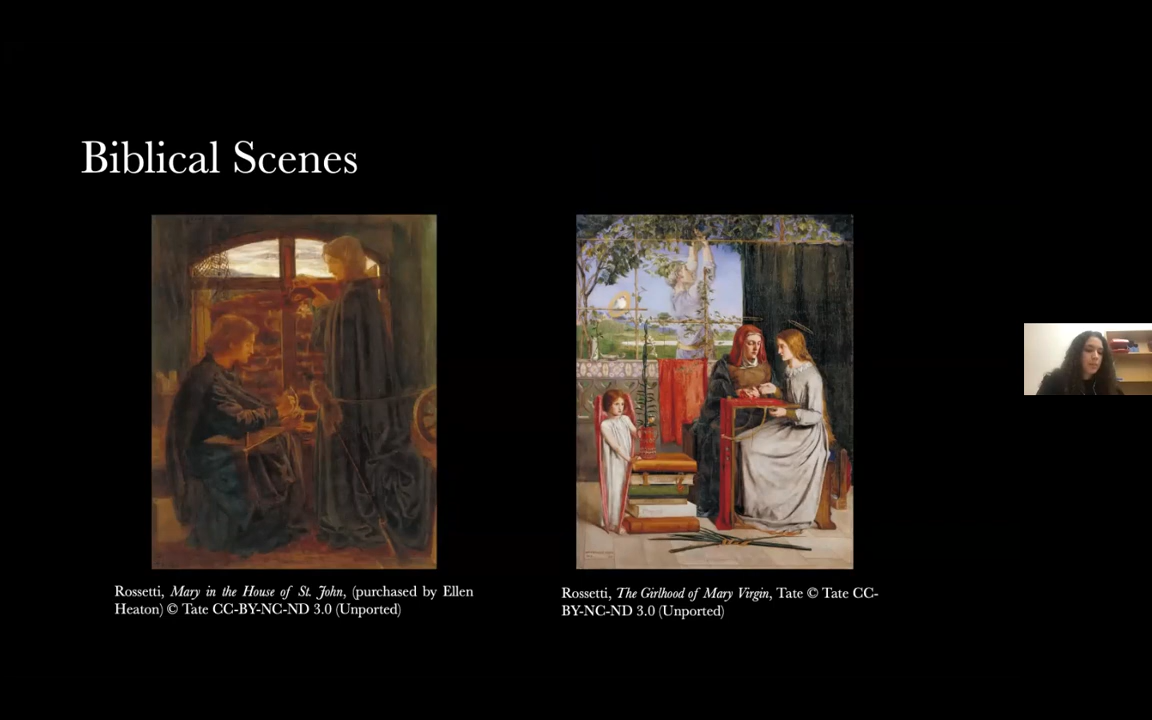 Biblical Scenes
Rossetti, Mary in the House of St. John, (purchased by Ellen
Heaton) © Tate CC-BY-NC-ND 3.0 (Unported)
Rossetti, The Girlhood of Mary Virgin, Tate © Tate CC-
BY-NC-ND 3.0 (Unported)